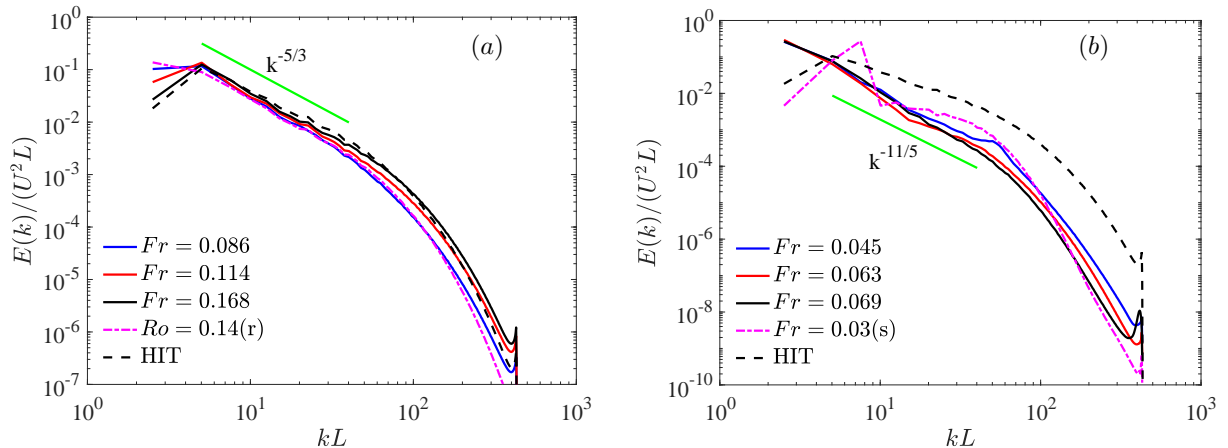 (a)
k^-5/3
E(k)/(U^2 L)
10^1
10^0
10^-1
10^-2
10^-3
10^-4
10^-5
10^-6
10^-7
Fr = 0.086
Fr = 0.114
Fr = 0.168
Ro = 0.14(r)
HIT
10^0
10^1
10^2
10^3
kL
(b)
k^-11/5
E(k)/(U^2 L)
10^0
10^-2
10^-4
10^-6
10^-8
10^-10
Fr = 0.045
Fr = 0.063
Fr = 0.069
Fr = 0.03(s)
HIT
10^0
10^1
10^2
10^3
kL